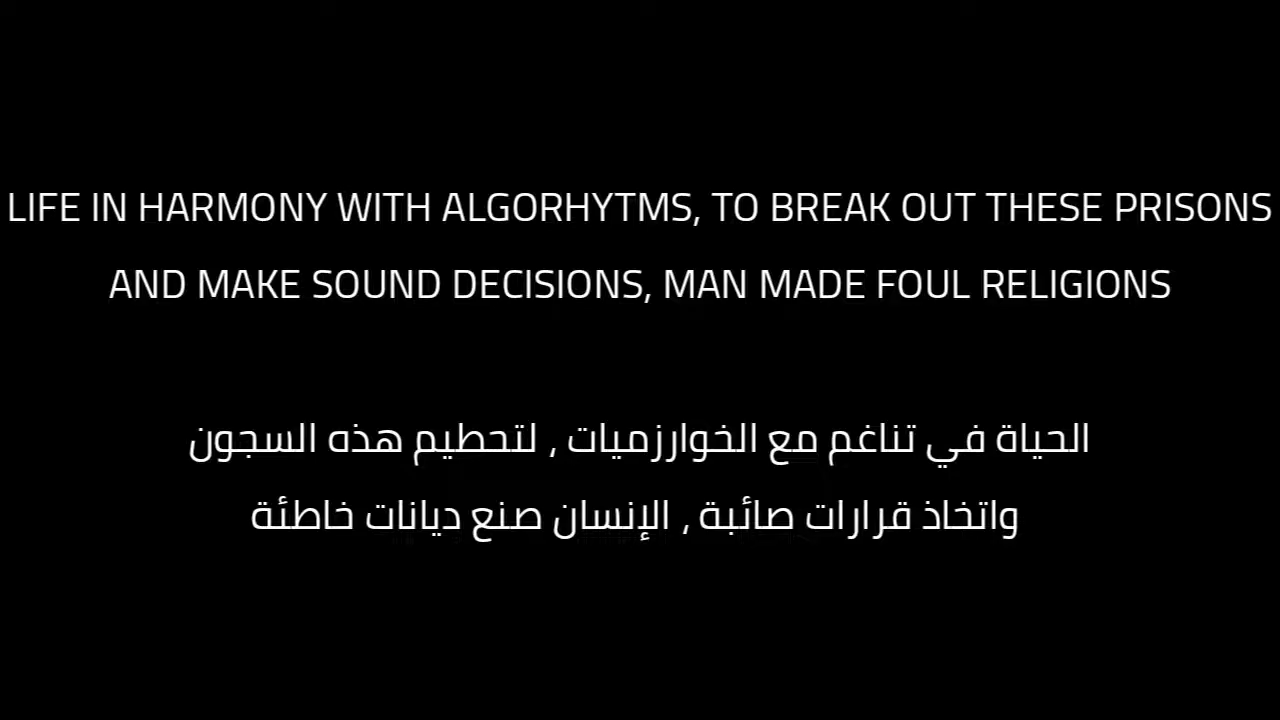 LIFE IN HARMONY WITH ALGORHYTMS, TO BREAK OUT THESE PRISONS
AND MAKE SOUND DECISIONS, MAN MADE FOUL RELIGIONS
الحياة في تناغم مع الخوارزميات , لتحطيم هذه السجون
واتخاذ قرارات صائبة , الإنسان صنع ديانات خاطئة